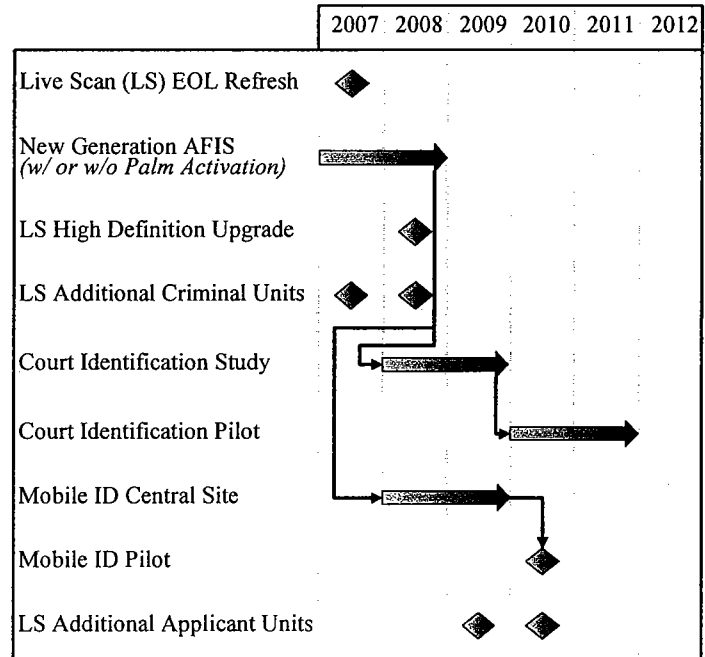 2007 2008 2009 2010 2011 2012
Live Scan (LS) EOL Refresh
New Generation AFIS
(w/ or w/o Palm Activation)
LS High Definition Upgrade
LS Additional Criminal Units
Court Identification Study
Court Identification Pilot
Mobile ID Central Site
Mobile ID Pilot
LS Additional Applicant Units